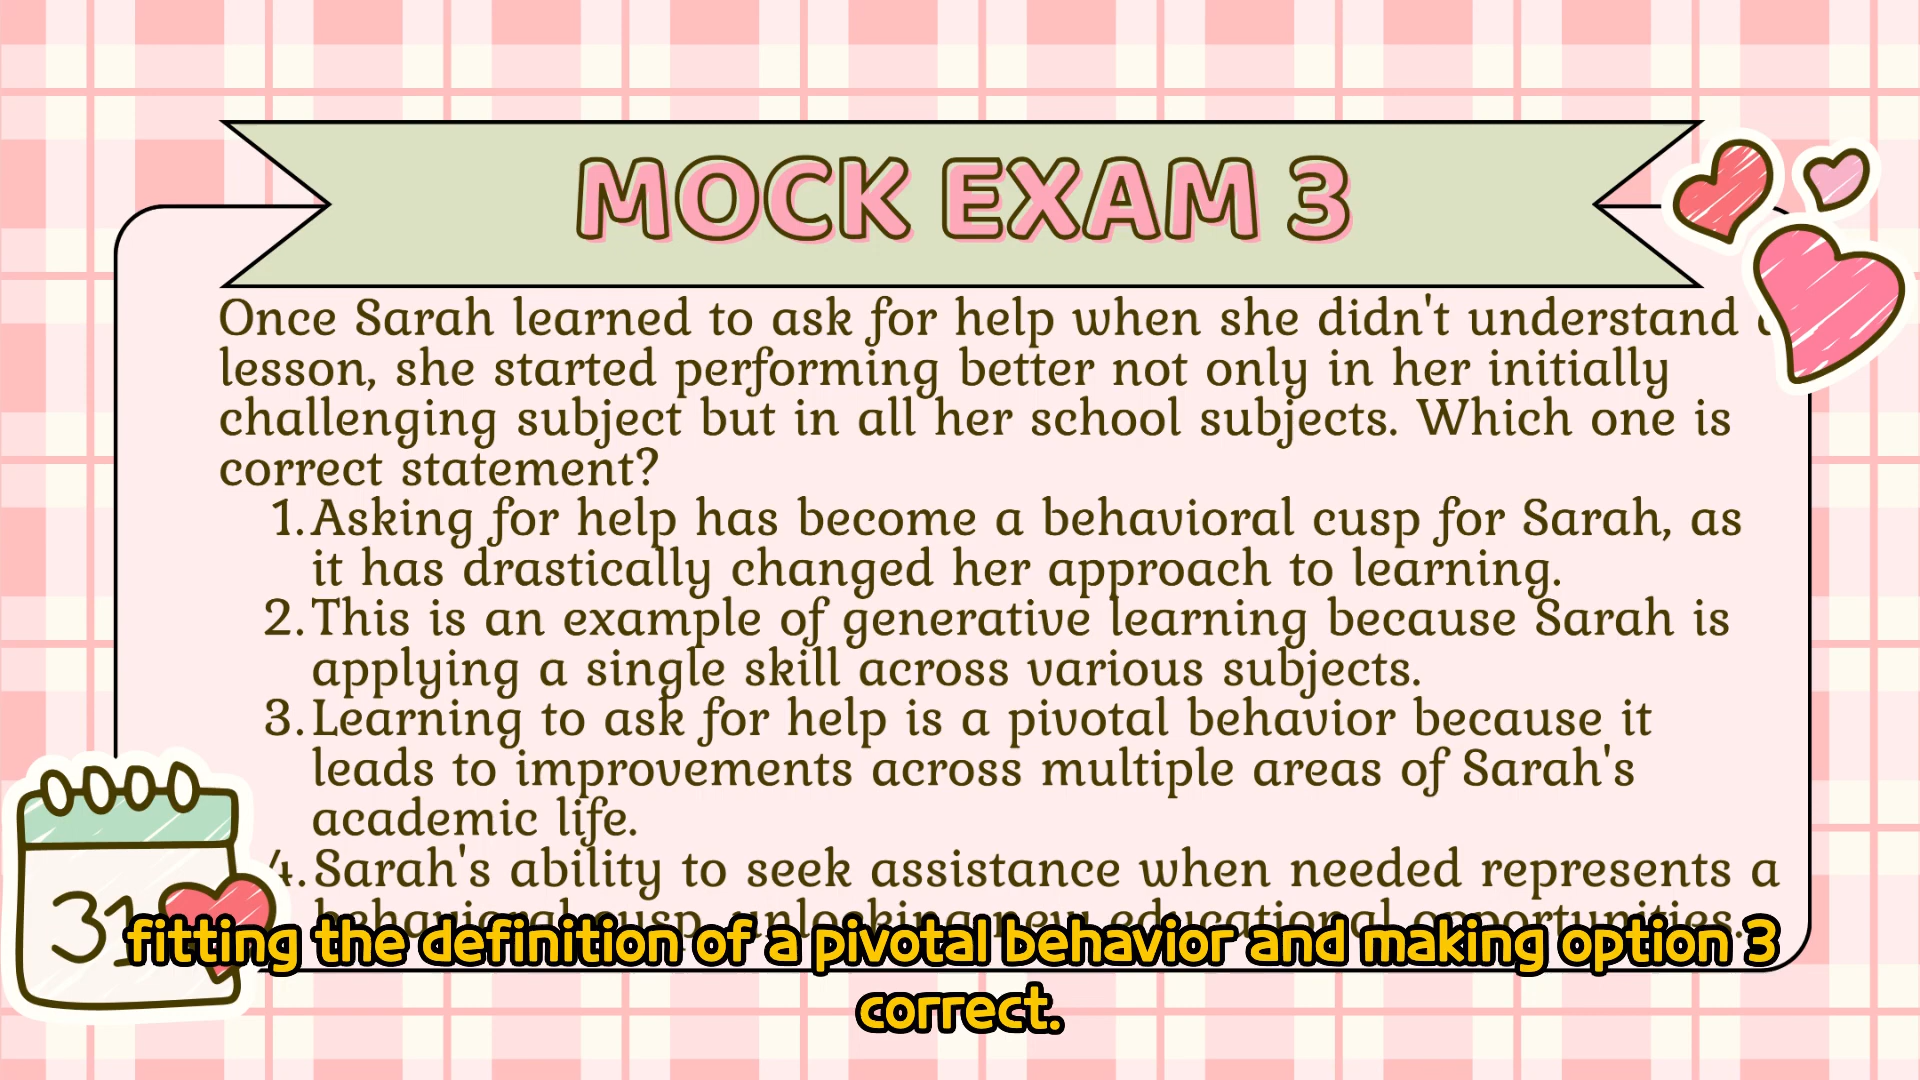 MOCK EXAM 3
Once Sarah learned to ask for help when she didn't understand
lesson, she started performing better not only in her initially
challenging subject but in all her school subjects. Which one is
correct statement?
1. Asking for help has become a behavioral cusp for Sarah, as
it has drastically changed her approach to learning.
2. This is an example of generative learning because Sarah is
applying a single skill across various subjects.
3. Learning to ask for help is a pivotal behavior because it
leads to improvements across multiple areas of Sarah's
academic life.
4. Sarah's ability to seek assistance when needed represents a
behavioral cusp, unlocking new educational opportunities.
31
fitting the definition of a pivotal behavior and making option 3
correct.